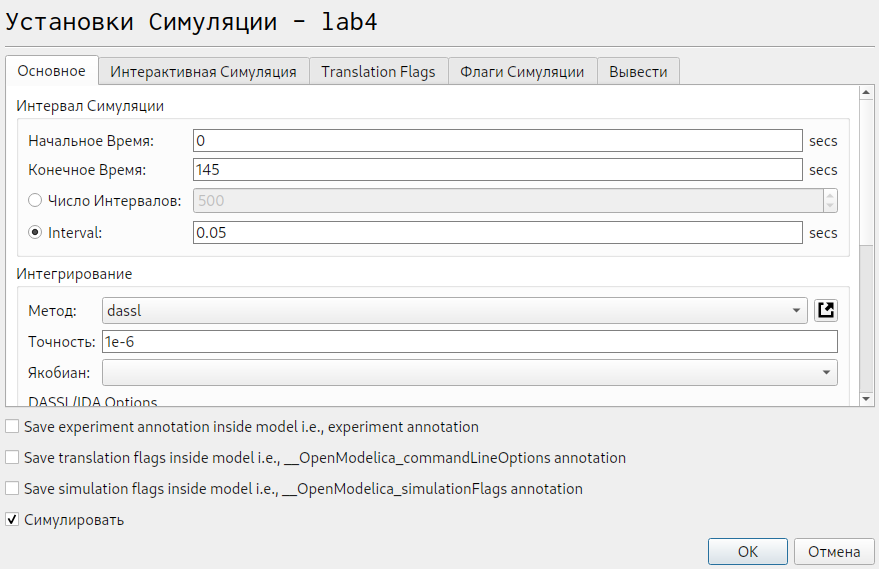 Установки Симуляции - lab4
Основное Интерактивная Симуляция Translation Flags Флаги Симуляции Вывести
Интервал Симуляции
Начальное Время: 0 secs
Конечное Время: 145 secs
Число Интервалов: 500
Interval: 0.05 secs
Интегрирование
Метод: dassl
Точность: 1e-6
Якобиан:
DASSL/IDA Options
Save experiment annotation inside model i.e., experiment annotation
Save translation flags inside model i.e., __OpenModelica_commandLineOptions annotation
Save simulation flags inside model i.e., __OpenModelica_simulationFlags annotation
Симулировать
OK Отмена